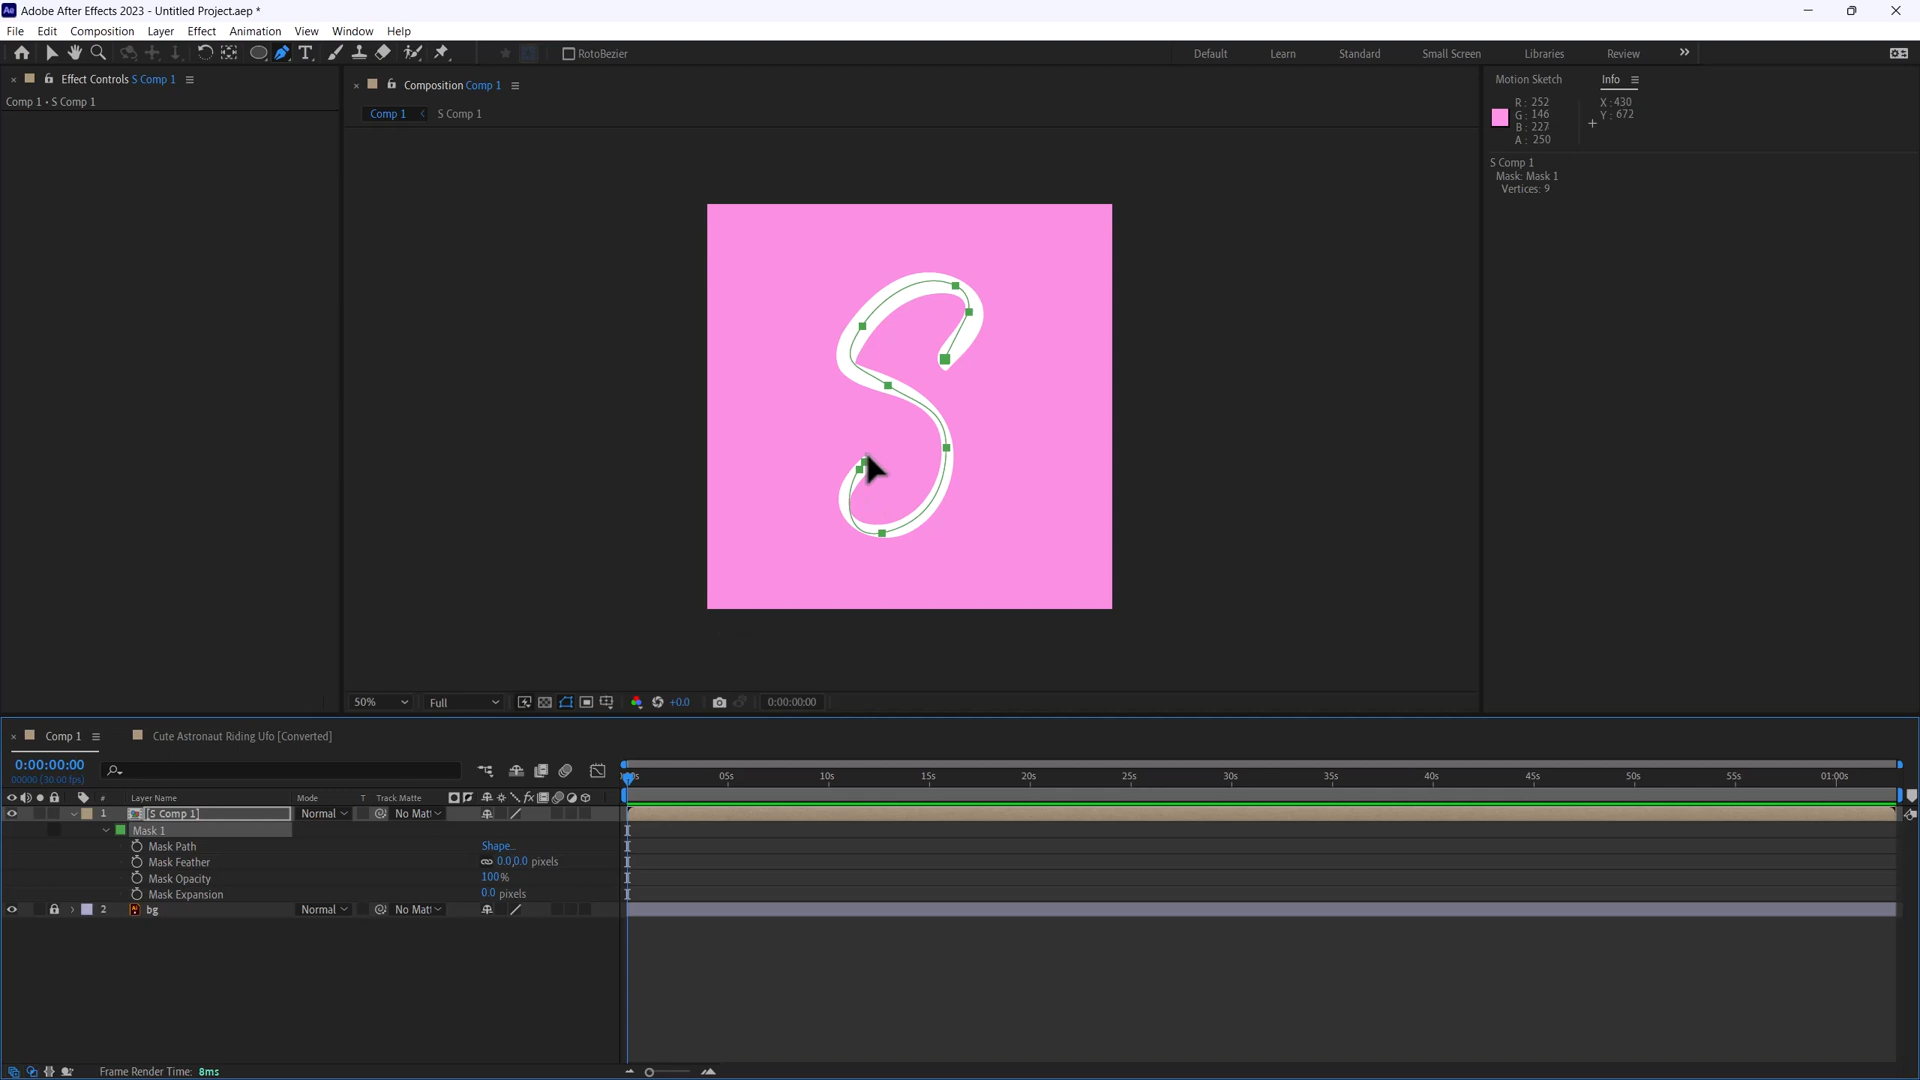 Adobe After Effects 2023 - Untitled Project.aep *
File Edit Composition Layer Effect Animation View Window Help
RotoBezier Default Learn Standard Small Screen Libraries Review
Effect Controls S Comp 1
Comp 1 • S Comp 1
Composition Comp 1
Comp 1 S Comp 1
Motion Sketch Info
R : 252
G : 146
B : 227
A : 250
X : 430
Y : 672
S Comp 1
Mask: Mask 1
Vertices: 9
S
50% Full +0.0 0:00:00:00
Comp 1 Cute Astronaut Riding Ufo [Converted]
0:00:00:00
00000 (30.00 fps)
05s 10s 15s 20s 25s 30s 35s 40s 45s 50s 55s 01:00s
# Layer Name Mode T Track Matte
1 [S Comp 1] Normal No Matt
Mask 1
Mask Path Shape...
Mask Feather 0.0,0.0 pixels
Mask Opacity 100%
Mask Expansion 0.0 pixels
2 bg Normal No Matt
Frame Render Time: 8ms